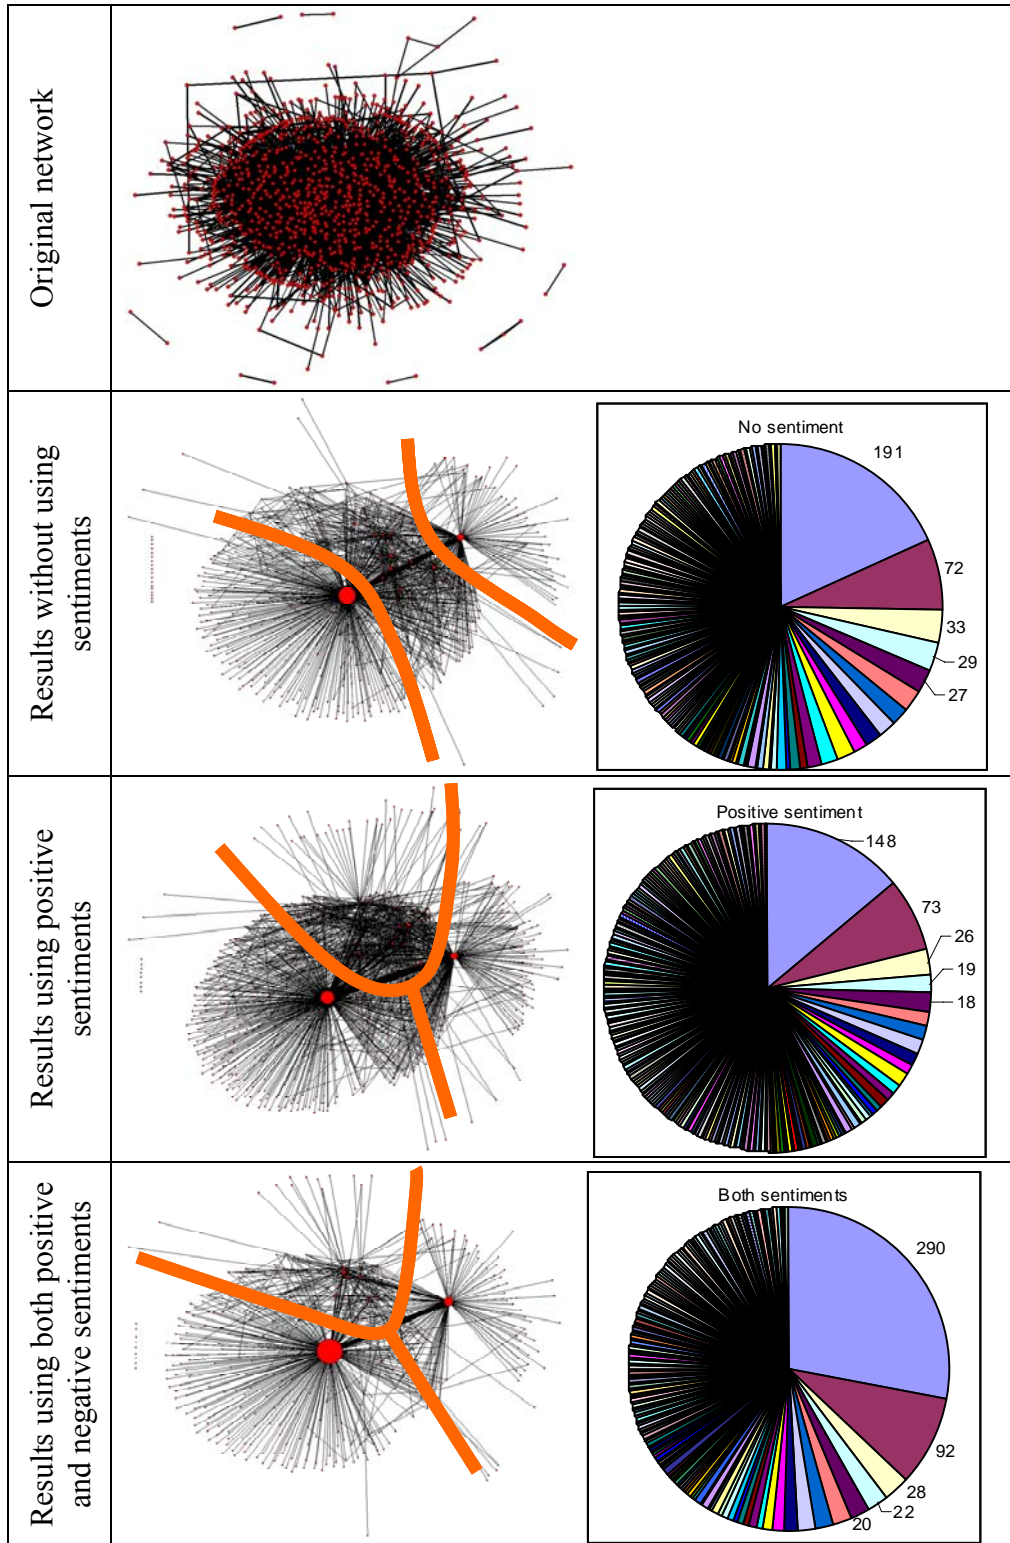 Original network
Results without using
sentiments
No sentiment
191
72
33
29
27
Results using positive
sentiments
Positive sentiment
148
73
26
19
18
Results using both positive
and negative sentiments
Both sentiments
290
92
28
22
20